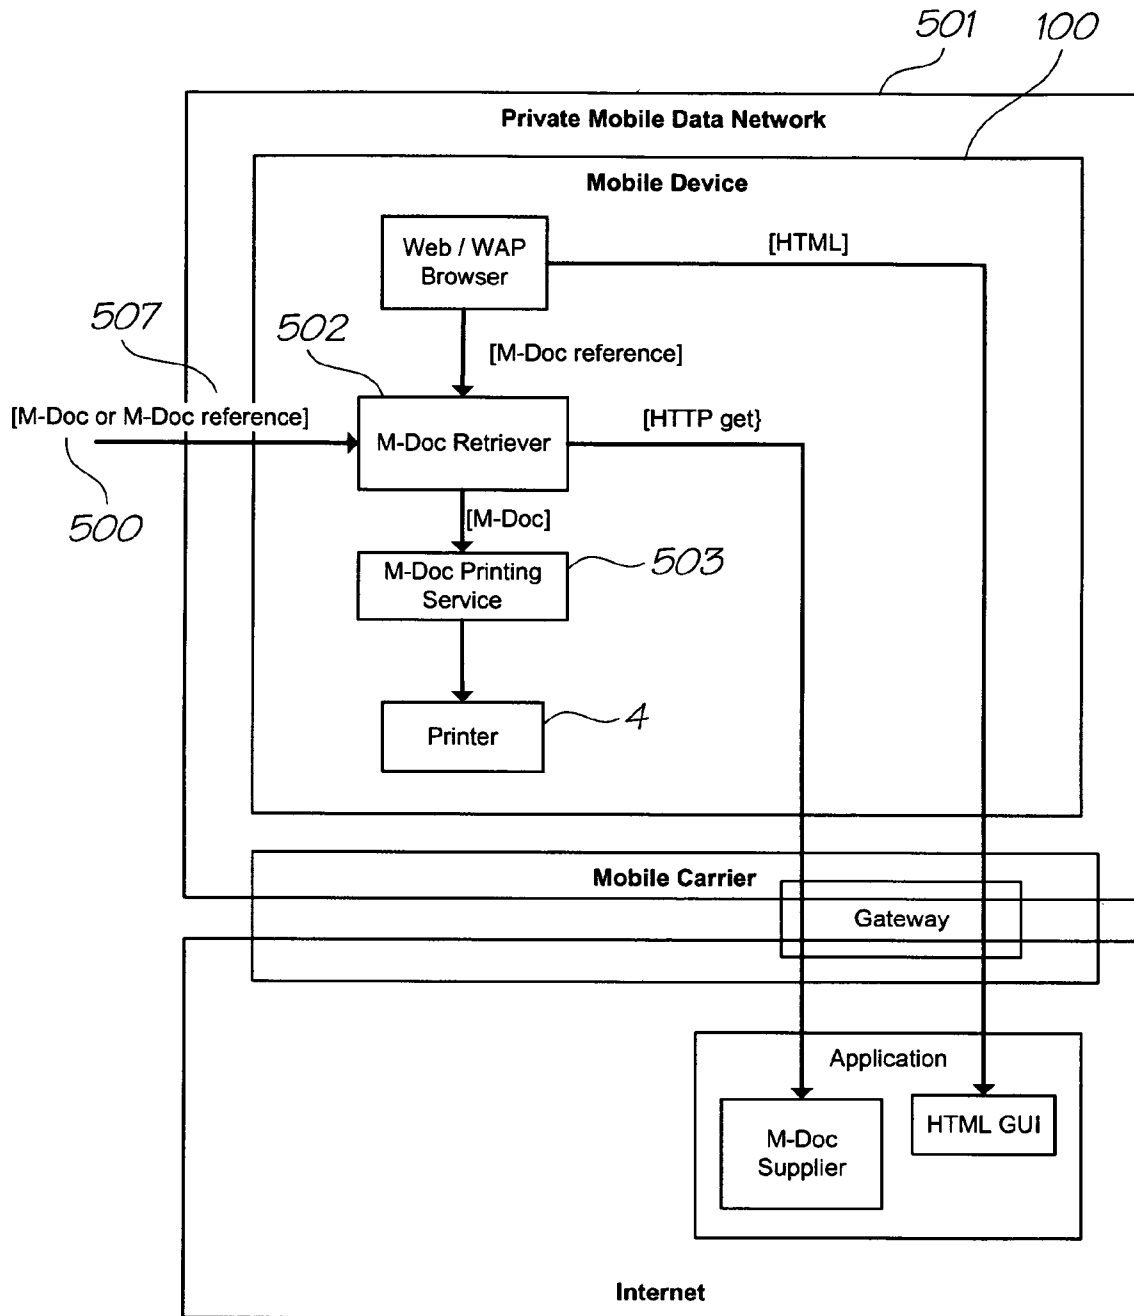 501
100
Private Mobile Data Network
Mobile Device
Web / WAP
Browser
[HTML]
507
502
[M-Doc reference]
[M-Doc or M-Doc reference]
[HTTP get}
M-Doc Retriever
500
[M-Doc]
503
M-Doc Printing
Service
4
Printer
Mobile Carrier
Gateway
Application
HTML GUI
M-Doc
Supplier
Internet